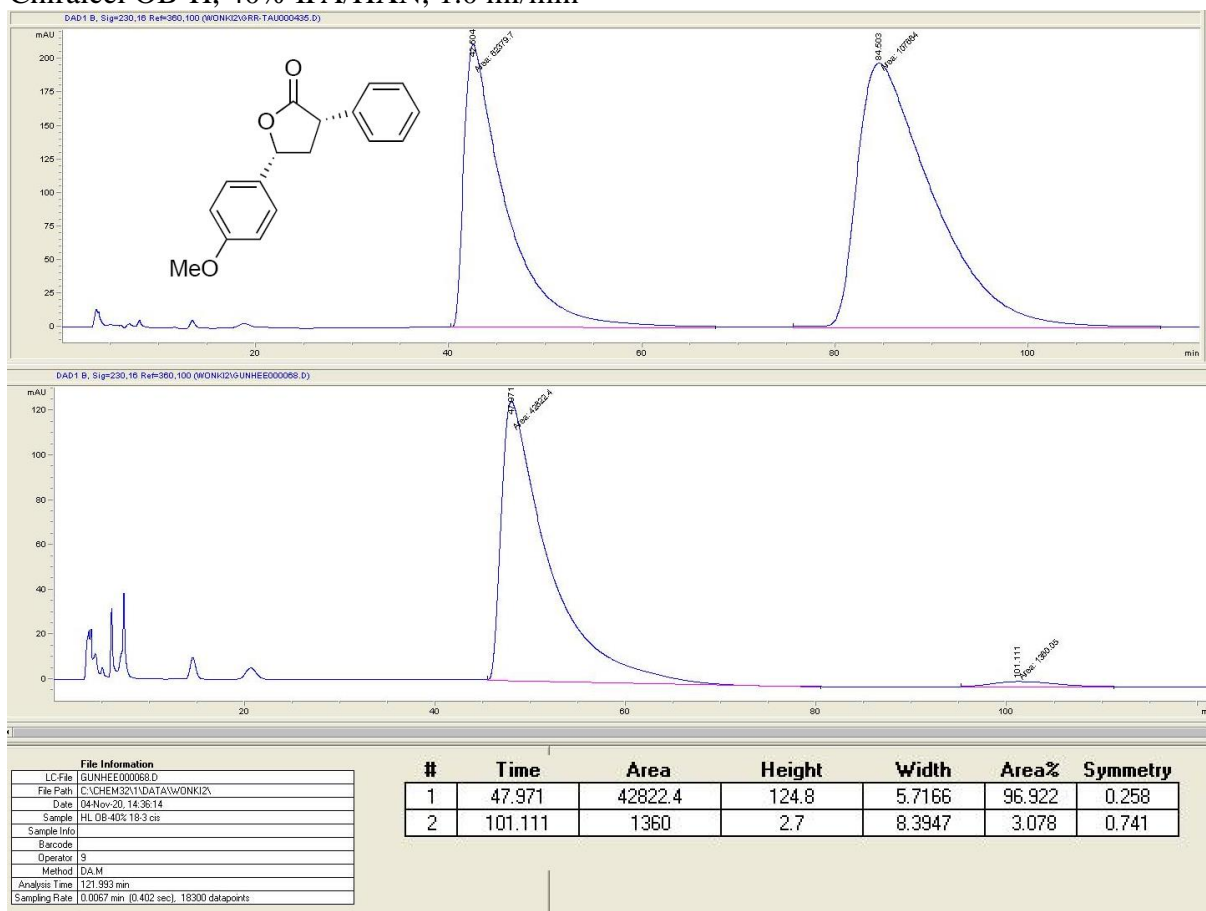 Chiralcel OB-H, 40% IPA/HAN, 1.0 ml/min
DAD1 B, Sig=230,16 Ref=360,100 (WONKI2\GRR-TAU000435.D)
mAU
200
175
150
125
100
75
50
25
0
20
40
60
80
100
min
42.604
Area: 62379.7
84.503
Area: 107684
O
O
MeO
DAD1 B, Sig=230,16 Ref=360,100 (WONKI2\GUNHEE000068.D)
mAU
120
100
80
60
40
20
0
20
40
60
80
100
47.971
Area: 42822.4
101.111
Area: 1360.05
File Information
LC-File GUNHEE000068.D
File Path C:\CHEM32\1\DATA\WONKI2\
Date 04-Nov-20, 14:36:14
Sample HL OB-40% 18-3 cis
Sample Info
Barcode
Operator 9
Method DA.M
Analysis Time 121.993 min
Sampling Rate 0.0067 min (0.402 sec), 18300 datapoints
# Time Area Height Width Area% Symmetry
1 47.971 42822.4 124.8 5.7166 96.922 0.258
2 101.111 1360 2.7 8.3947 3.078 0.741